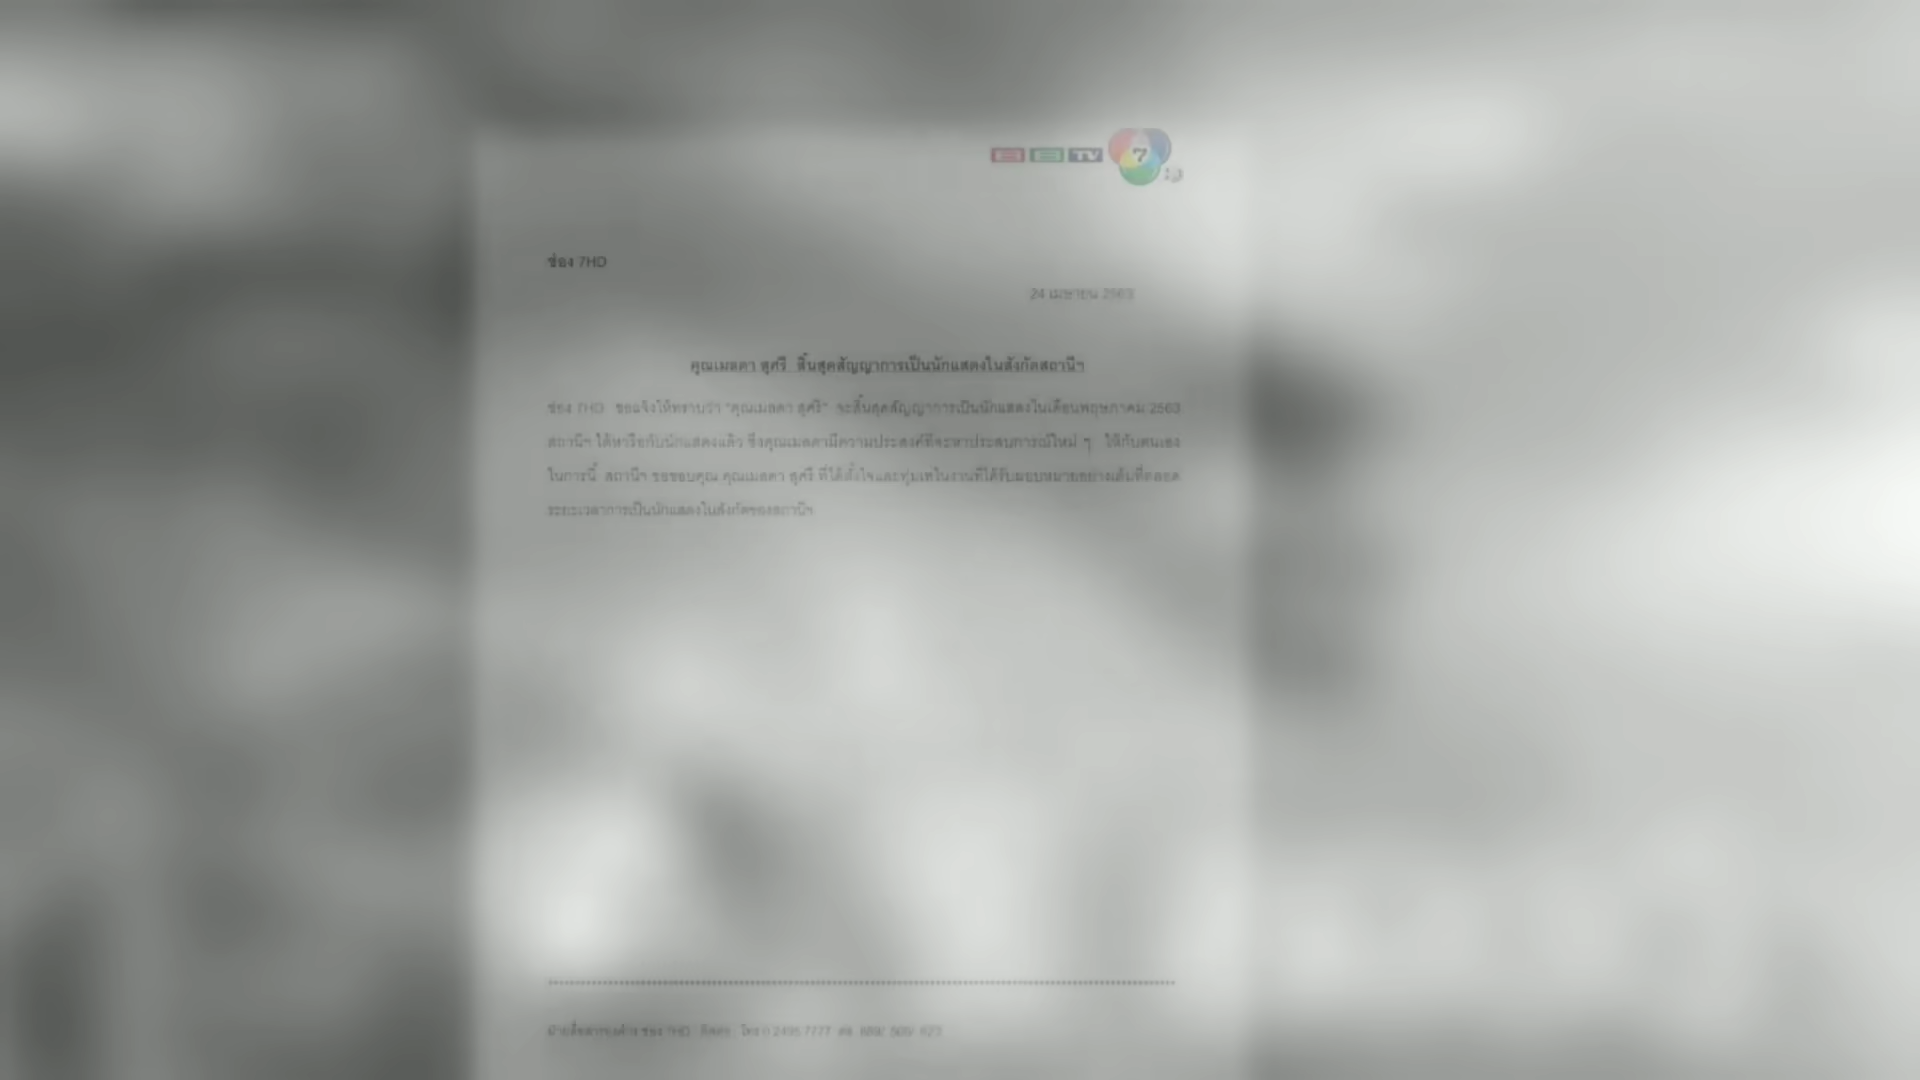 TV 7
ช่อง 7HD
24 เมษายน 2563
คุณเมลดา สุศรี สิ้นสุดสัญญาการเป็นนักแสดงในสังกัดสถานีฯ
ช่อง 7HD ขอแจ้งให้ทราบว่า "คุณเมลดา สุศรี" จะสิ้นสุดสัญญาการเป็นนักแสดงในเดือนพฤษภาคม 2563
สถานีฯ ได้หารือกับนักแสดงแล้ว ซึ่งคุณเมลดามีความประสงค์ที่จะหาประสบการณ์ใหม่ ๆ ให้กับตนเอง
ในการนี้ สถานีฯ ขอขอบคุณ คุณเมลดา สุศรี ที่ได้ตั้งใจและทุ่มเทในงานที่ได้รับมอบหมายอย่างเต็มที่ตลอด
ระยะเวลาการเป็นนักแสดงในสังกัดของสถานีฯ
ฝ่ายสื่อสารองค์กร ช่อง 7HD โทร 0 2495 7777 ต่อ